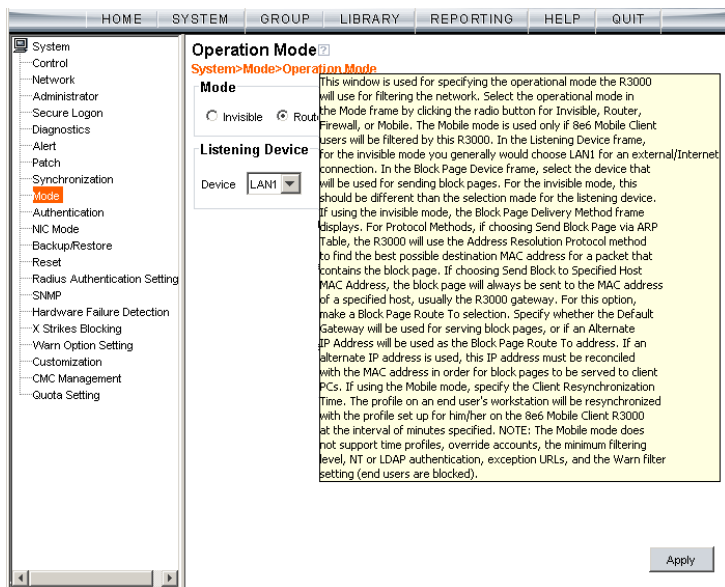 HOME SYSTEM GROUP LIBRARY REPORTING HELP QUIT
System
Control
Network
Administrator
Secure Logon
Diagnostics
Alert
Patch
Synchronization
Mode
Authentication
NIC Mode
Backup/Restore
Reset
Radius Authentication Setting
SNMP
Hardware Failure Detection
X Strikes Blocking
Warn Option Setting
Customization
CMC Management
Quota Setting
Operation Mode ?
System>Mode>Operation Mode
Mode
Invisible Rout
Listening Device
Device LAN1
This window is used for specifying the operational mode the R3000
will use for filtering the network. Select the operational mode in
the Mode frame by clicking the radio button for Invisible, Router,
Firewall, or Mobile. The Mobile mode is used only if 8e6 Mobile Client
users will be filtered by this R3000. In the Listening Device frame,
for the invisible mode you generally would choose LAN1 for an external/Internet
connection. In the Block Page Device frame, select the device that
will be used for sending block pages. For the invisible mode, this
should be different than the selection made for the listening device.
If using the invisible mode, the Block Page Delivery Method frame
displays. For Protocol Methods, if choosing Send Block Page via ARP
Table, the R3000 will use the Address Resolution Protocol method
to find the best possible destination MAC address for a packet that
contains the block page. If choosing Send Block to Specified Host
MAC Address, the block page will always be sent to the MAC address
of a specified host, usually the R3000 gateway. For this option,
make a Block Page Route To selection. Specify whether the Default
Gateway will be used for serving block pages, or if an Alternate
IP Address will be used as the Block Page Route To address. If an
alternate IP address is used, this IP address must be reconciled
with the MAC address in order for block pages to be served to client
PCs. If using the Mobile mode, specify the Client Resynchronization
Time. The profile on an end user's workstation will be resynchronized
with the profile set up for him/her on the 8e6 Mobile Client R3000
at the interval of minutes specified. NOTE: The Mobile mode does
not support time profiles, override accounts, the minimum filtering
level, NT or LDAP authentication, exception URLs, and the Warn filter
setting (end users are blocked).
Apply